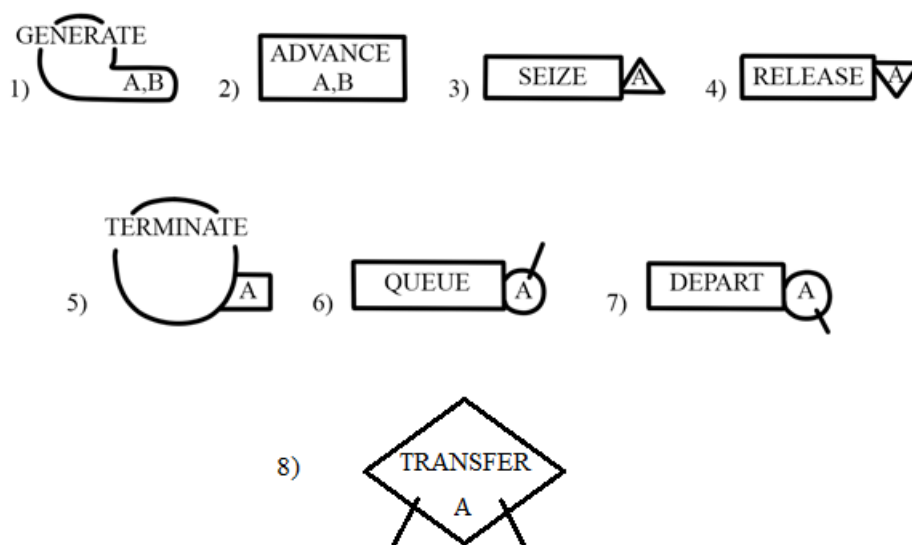 1) GENERATE A,B
2) ADVANCE A,B
3) SEIZE A
4) RELEASE A
5) TERMINATE A
6) QUEUE A
7) DEPART A
8) TRANSFER A